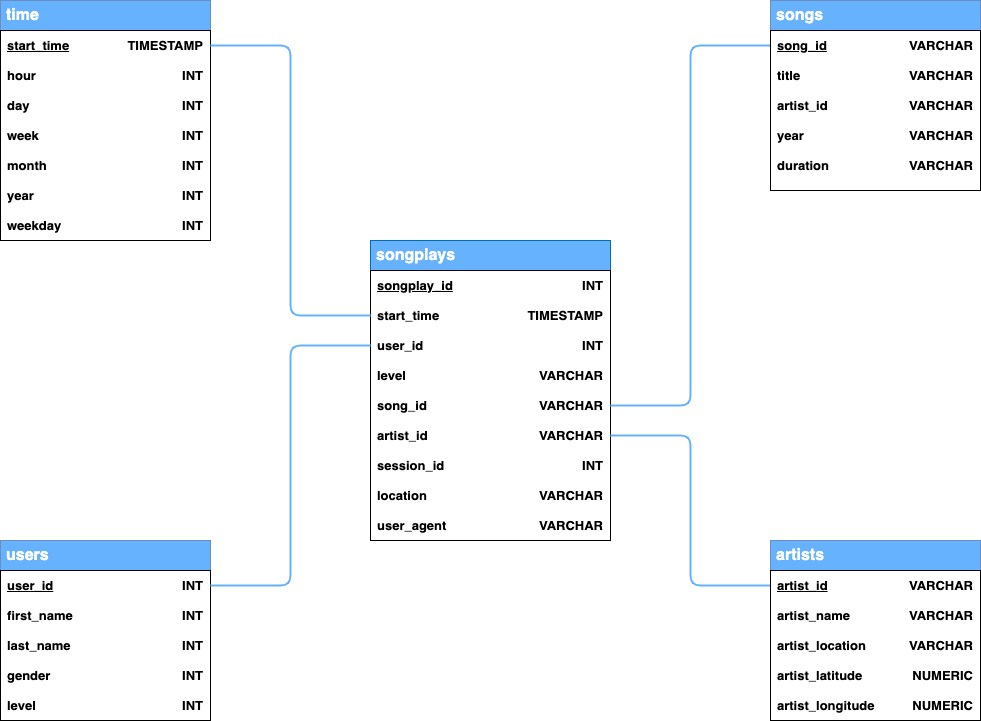 time
start_time TIMESTAMP
hour INT
day INT
week INT
month INT
year INT
weekday INT
songs
song_id VARCHAR
title VARCHAR
artist_id VARCHAR
year VARCHAR
duration VARCHAR
songplays
songplay_id INT
start_time TIMESTAMP
user_id INT
level VARCHAR
song_id VARCHAR
artist_id VARCHAR
session_id INT
location VARCHAR
user_agent VARCHAR
users
user_id INT
first_name INT
last_name INT
gender INT
level INT
artists
artist_id VARCHAR
artist_name VARCHAR
artist_location VARCHAR
artist_latitude NUMERIC
artist_longitude NUMERIC